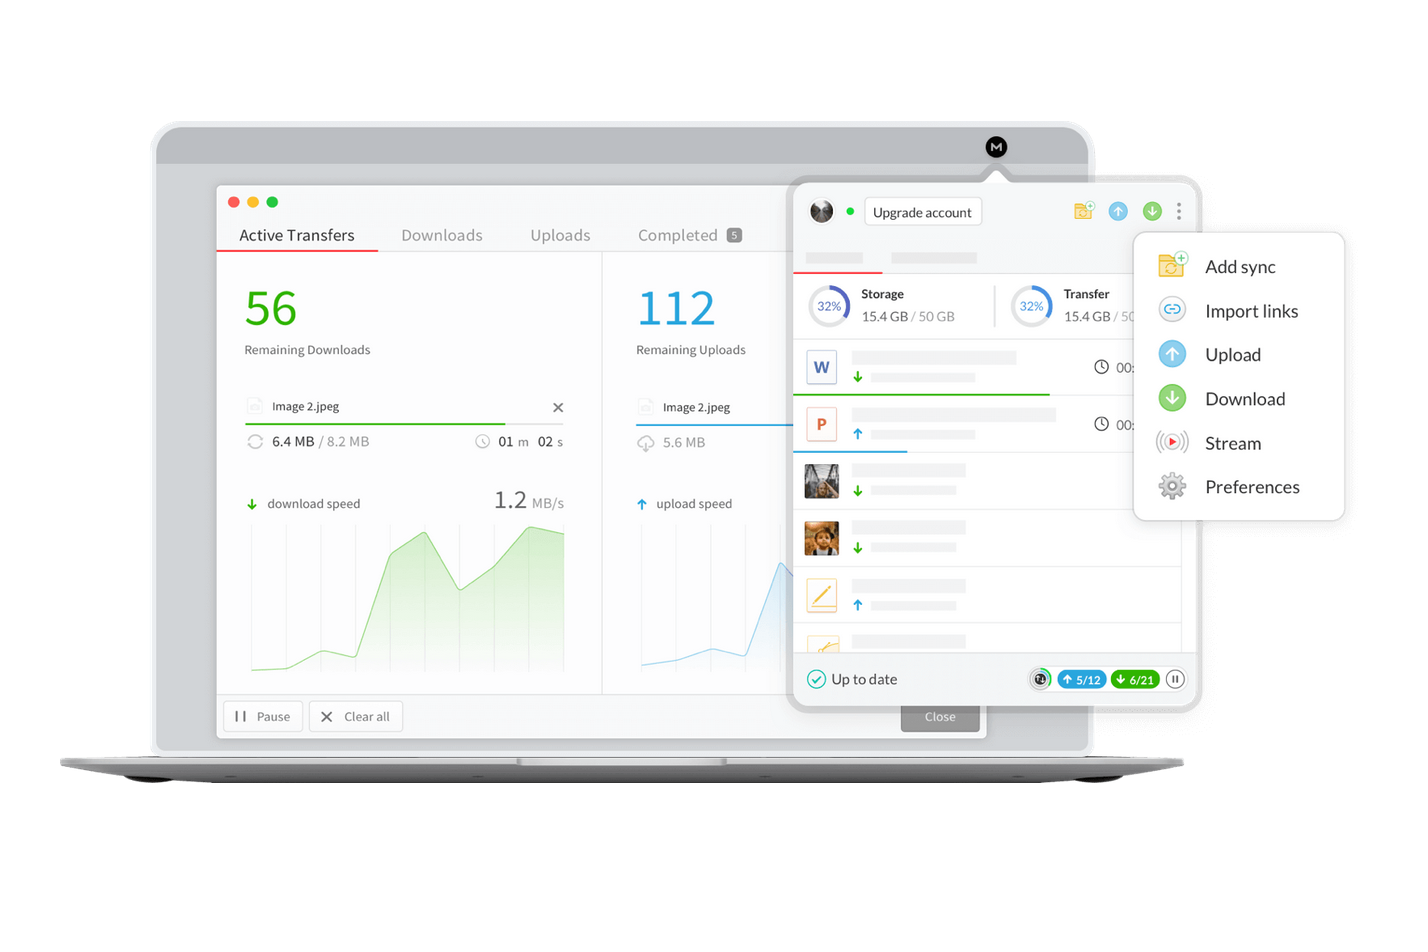 M
Upgrade account
Active Transfers
Downloads
Uploads
Completed 5
56
Remaining Downloads
Image 2.jpeg
6.4 MB / 8.2 MB
01 m 02 s
download speed
1.2 MB/s
112
Remaining Uploads
Image 2.jpeg
5.6 MB
upload speed
32%
Storage
15.4 GB / 50 GB
32%
Transfer
15.4 GB / 50
W
00:
P
00:
Add sync
Import links
Upload
Download
Stream
Preferences
Up to date
5/12
6/21
Pause
Clear all
Close